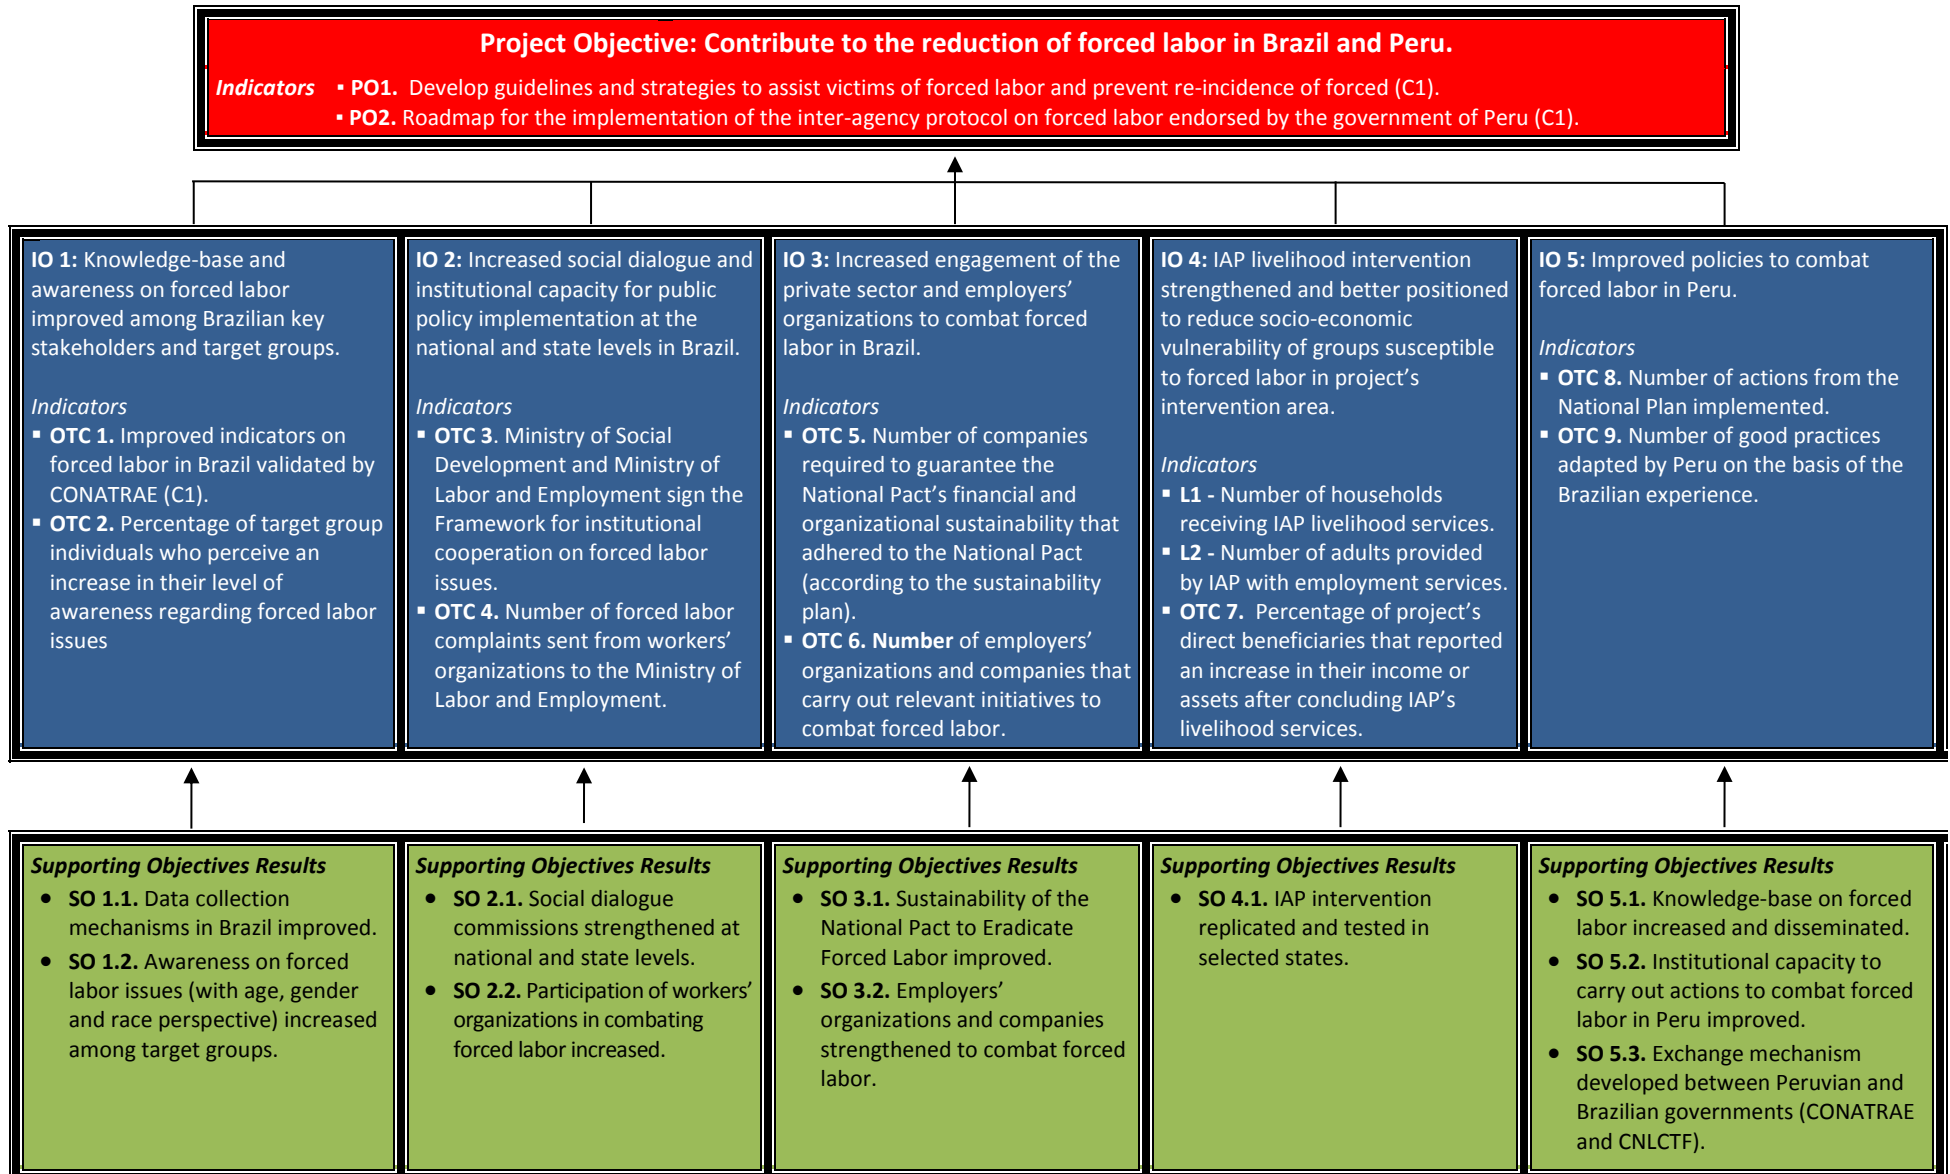 Project Objective: Contribute to the reduction of forced labor in Brazil and Peru.
Indicators ▪ PO1. Develop guidelines and strategies to assist victims of forced labor and prevent re-incidence of forced (C1).
▪ PO2. Roadmap for the implementation of the inter-agency protocol on forced labor endorsed by the government of Peru (C1).
IO 1: Knowledge-base and
awareness on forced labor
improved among Brazilian key
stakeholders and target groups.
Indicators
▪ OTC 1. Improved indicators on
forced labor in Brazil validated by
CONATRAE (C1).
▪ OTC 2. Percentage of target group
individuals who perceive an
increase in their level of
awareness regarding forced labor
issues
IO 2: Increased social dialogue and
institutional capacity for public
policy implementation at the
national and state levels in Brazil.
Indicators
▪ OTC 3. Ministry of Social
Development and Ministry of
Labor and Employment sign the
Framework for institutional
cooperation on forced labor
issues.
▪ OTC 4. Number of forced labor
complaints sent from workers’
organizations to the Ministry of
Labor and Employment.
IO 3: Increased engagement of the
private sector and employers’
organizations to combat forced
labor in Brazil.
Indicators
▪ OTC 5. Number of companies
required to guarantee the
National Pact’s financial and
organizational sustainability that
adhered to the National Pact
(according to the sustainability
plan).
▪ OTC 6. Number of employers’
organizations and companies that
carry out relevant initiatives to
combat forced labor.
IO 4: IAP livelihood intervention
strengthened and better positioned
to reduce socio-economic
vulnerability of groups susceptible
to forced labor in project’s
intervention area.
Indicators
▪ L1 - Number of households
receiving IAP livelihood services.
▪ L2 - Number of adults provided
by IAP with employment services.
▪ OTC 7. Percentage of project’s
direct beneficiaries that reported
an increase in their income or
assets after concluding IAP’s
livelihood services.
IO 5: Improved policies to combat
forced labor in Peru.
Indicators
▪ OTC 8. Number of actions from the
National Plan implemented.
▪ OTC 9. Number of good practices
adapted by Peru on the basis of the
Brazilian experience.
Supporting Objectives Results
• SO 1.1. Data collection
mechanisms in Brazil improved.
• SO 1.2. Awareness on forced
labor issues (with age, gender
and race perspective) increased
among target groups.
Supporting Objectives Results
• SO 2.1. Social dialogue
commissions strengthened at
national and state levels.
• SO 2.2. Participation of workers’
organizations in combating
forced labor increased.
Supporting Objectives Results
• SO 3.1. Sustainability of the
National Pact to Eradicate
Forced Labor improved.
• SO 3.2. Employers’
organizations and companies
strengthened to combat forced
labor.
Supporting Objectives Results
• SO 4.1. IAP intervention
replicated and tested in
selected states.
Supporting Objectives Results
• SO 5.1. Knowledge-base on forced
labor increased and disseminated.
• SO 5.2. Institutional capacity to
carry out actions to combat forced
labor in Peru improved.
• SO 5.3. Exchange mechanism
developed between Peruvian and
Brazilian governments (CONATRAE
and CNLCTF).